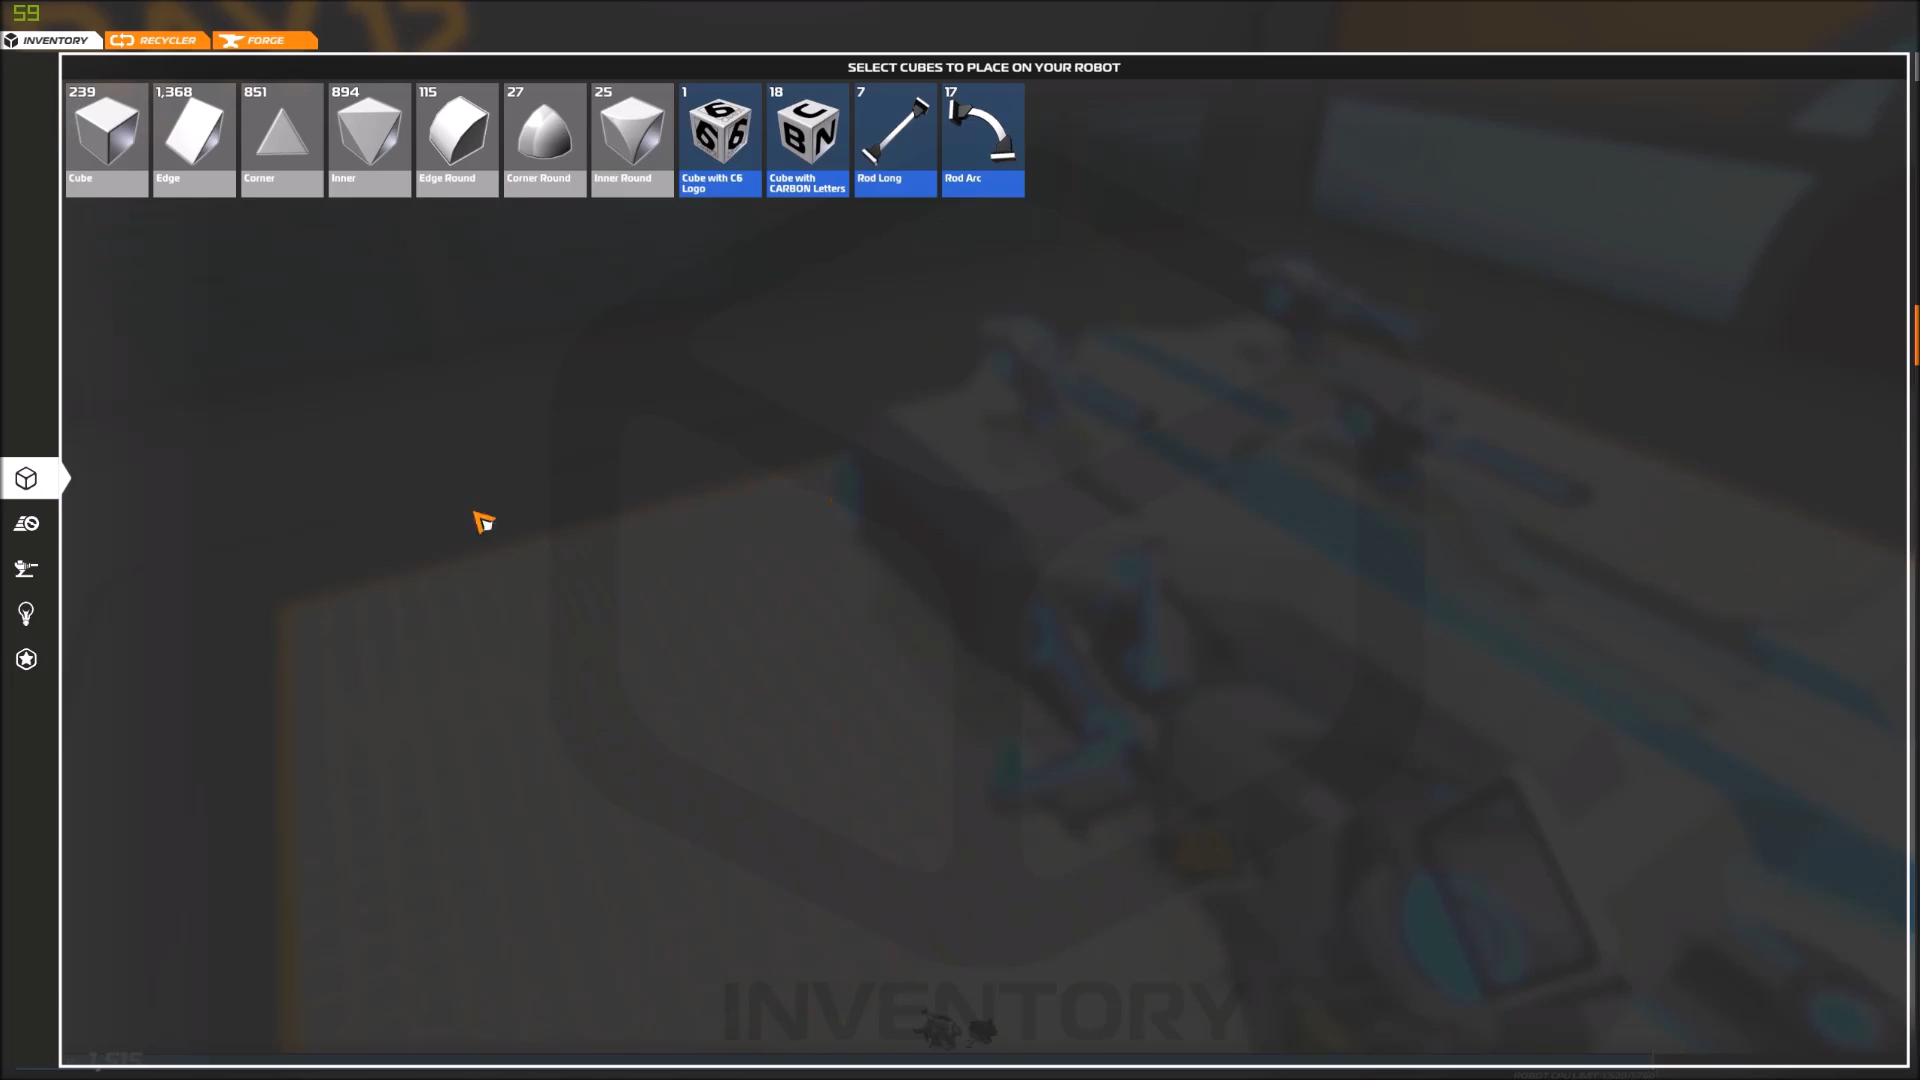 59
INVENTORY RECYCLER FORGE
SELECT CUBES TO PLACE ON YOUR ROBOT
239 1,368 851 894 115 27 25 1 18 7 17
Cube Edge Corner Inner Edge Round Corner Round Inner Round Cube with C6 Logo Cube with CARBON Letters Rod Long Rod Arc
INVENTORY
1,515